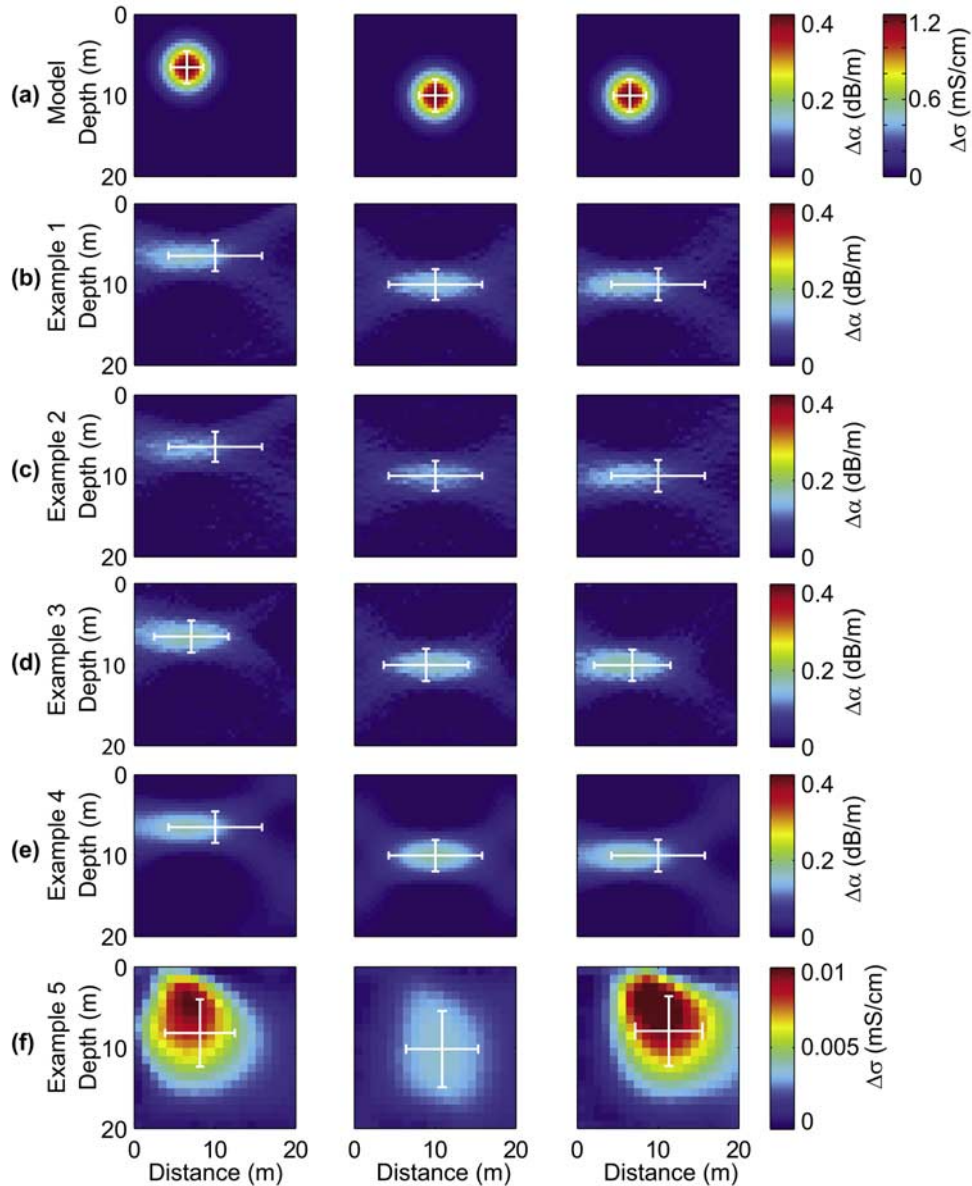 (a)
Model
Depth (m)
0
10
20
0.4
0.2
0
Δα (dB/m)
1.2
0.6
0
Δσ (mS/cm)
(b)
Example 1
Depth (m)
0
10
20
0.4
0.2
0
Δα (dB/m)
(c)
Example 2
Depth (m)
0
10
20
0.4
0.2
0
Δα (dB/m)
(d)
Example 3
Depth (m)
0
10
20
0.4
0.2
0
Δα (dB/m)
(e)
Example 4
Depth (m)
0
10
20
0.4
0.2
0
Δα (dB/m)
(f)
Example 5
Depth (m)
0
10
20
0.01
0.005
0
Δσ (mS/cm)
0 10 20
0 10 20
0 10 20
Distance (m)
Distance (m)
Distance (m)